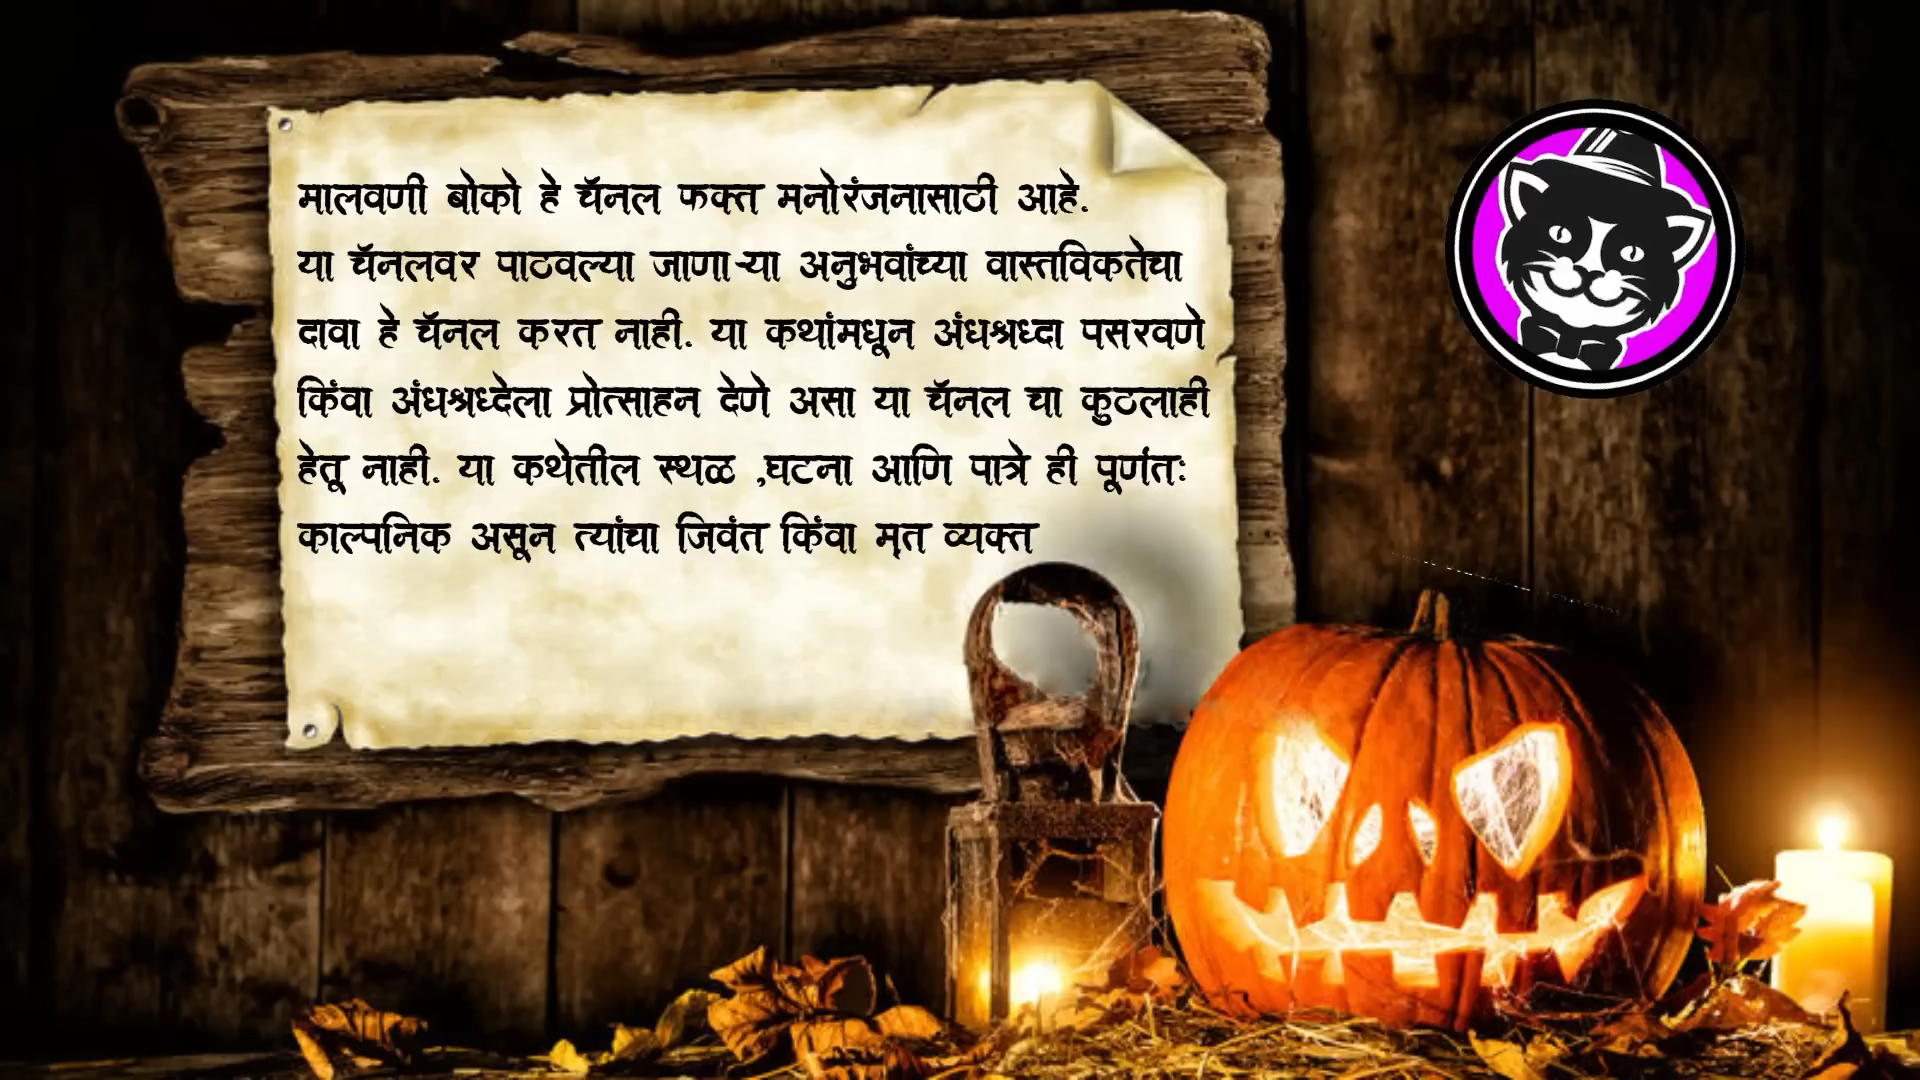 मालवणी बोको हे चॅनल फक्त मनोरंजनासाठी आहे.
या चॅनलवर पाठवल्या जाणाऱ्या अनुभवांच्या वास्तविकतेचा
दावा हे चॅनल करत नाही. या कथांमधून अंधश्रध्दा पसरवणे
किंवा अंधश्रध्देला प्रोत्साहन देणे असा या चॅनल चा कुठलाही
हेतू नाही. या कथेतील स्थळ ,घटना आणि पात्रे ही पूर्णतः
काल्पनिक असून त्यांचा जिवंत किंवा मृत व्यक्त